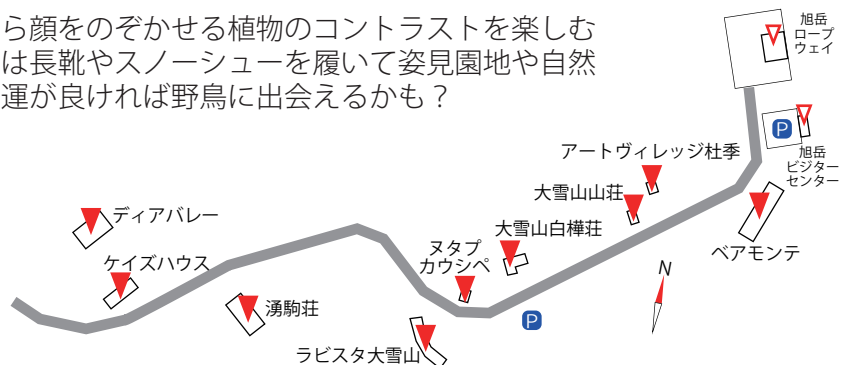 ら顔をのぞかせる植物のコントラストを楽しむ
は長靴やスノーシューを履いて姿見園地や自然
運が良ければ野鳥に出会えるかも？
旭岳
ロープ
ウェイ
P
旭岳
ビジター
センター
アートヴィレッジ杜季
大雪山山荘
大雪山白樺荘
ベアモンテ
ディアバレー
ヌタプ
カウシペ
ケイズハウス
N
湧駒荘
P
ラビスタ大雪山